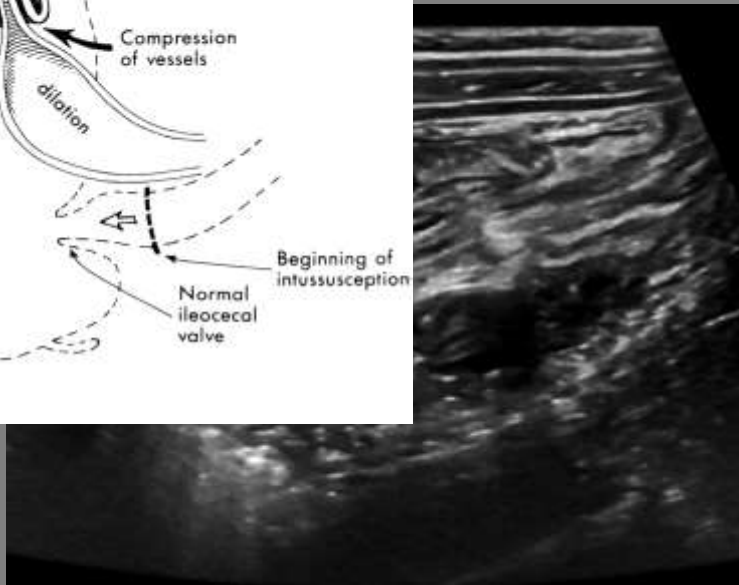 Compression
of vessels
dilation
Beginning of
intussusception
Normal
ileocecal
valve